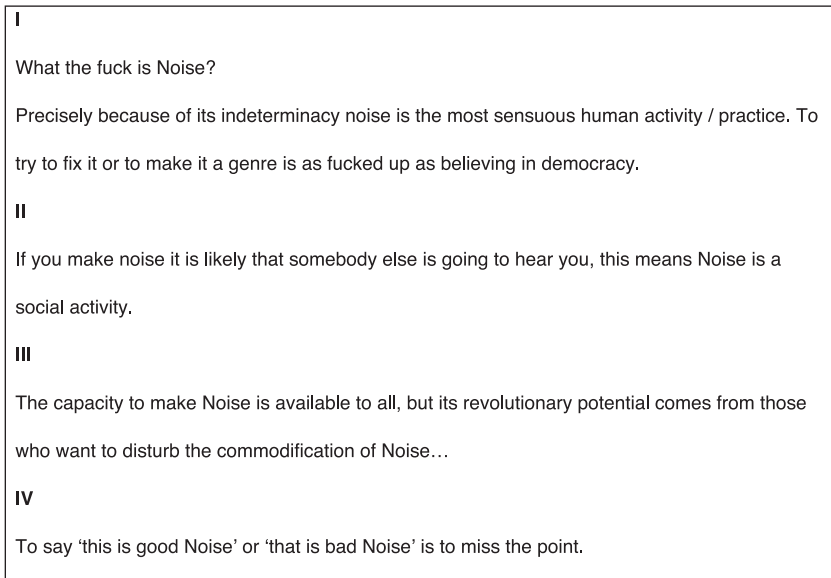 I
What the fuck is Noise?
Precisely because of its indeterminacy noise is the most sensuous human activity / practice. To
try to fix it or to make it a genre is as fucked up as believing in democracy.
II
If you make noise it is likely that somebody else is going to hear you, this means Noise is a
social activity.
III
The capacity to make Noise is available to all, but its revolutionary potential comes from those
who want to disturb the commodification of Noise…
IV
To say ‘this is good Noise’ or ‘that is bad Noise’ is to miss the point.